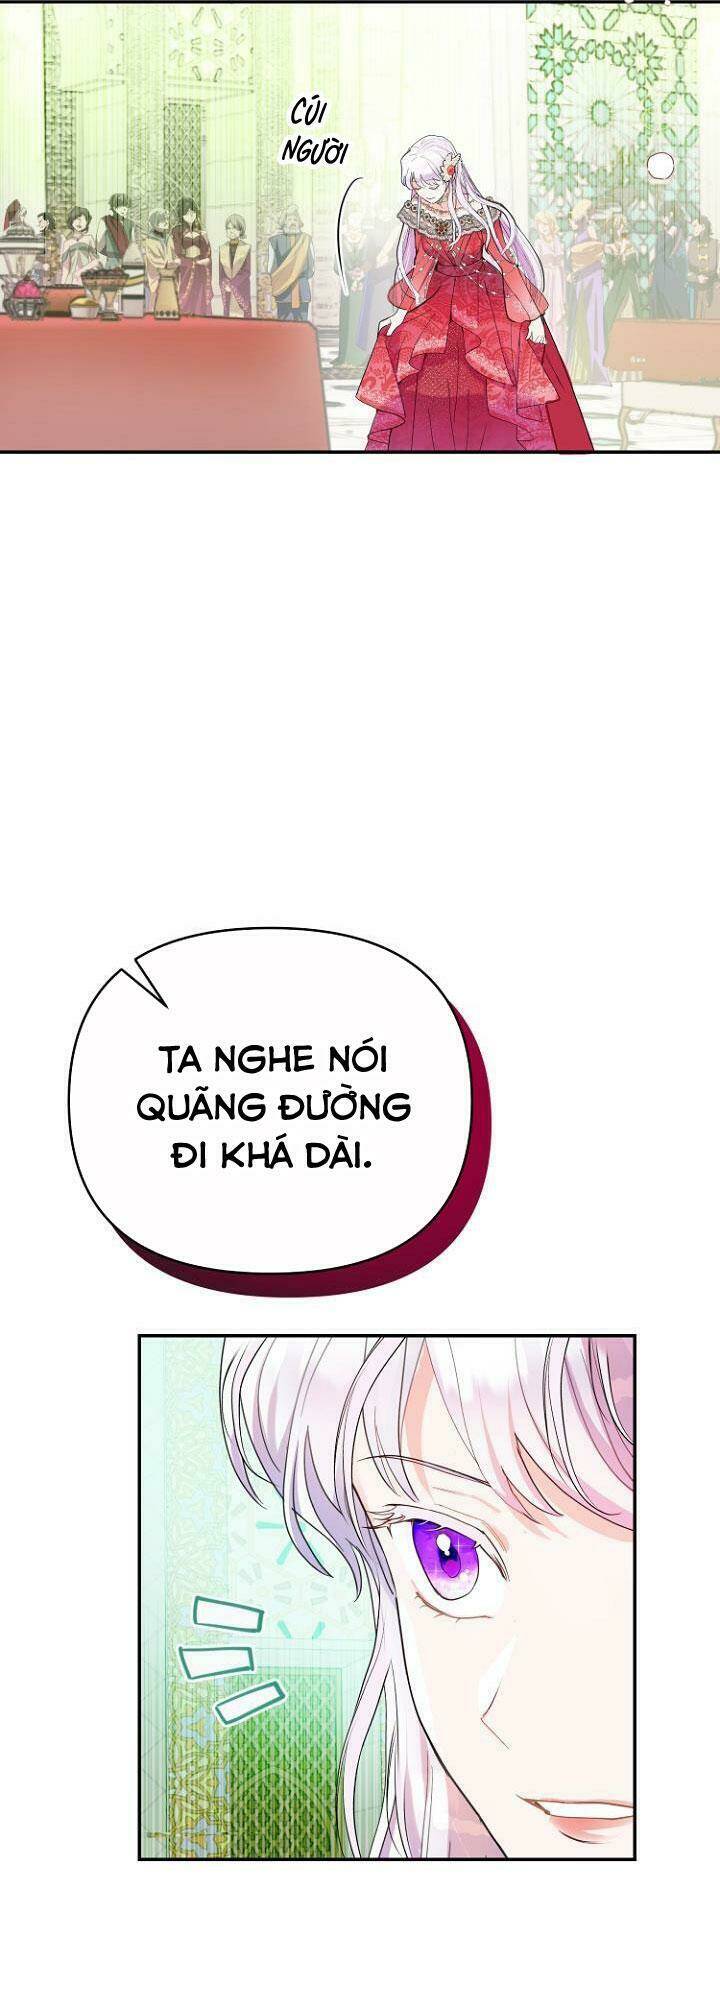 CÚI
NGƯỜI
TA NGHE NÓI
QUÃNG ĐƯỜNG
ĐI KHÁ DÀI.